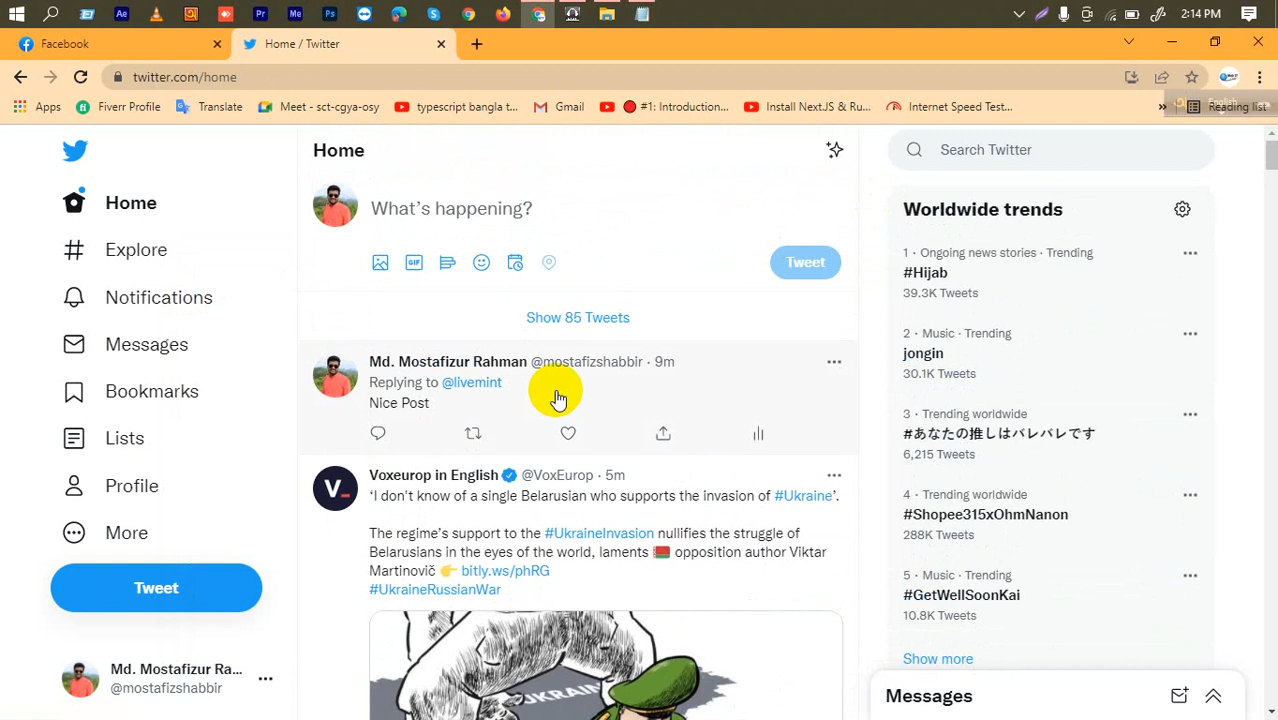 Ae
Pr
Me
Ps
2:14 PM
Facebook
Home / Twitter
twitter.com/home
Apps
Fiverr Profile
Translate
Meet - sct-cgya-osy
typescript bangla t...
Gmail
#1: Introduction...
Install NextJS & Ru...
Internet Speed Test...
»
English
Reading list
Home
Explore
Notifications
Messages
Bookmarks
Lists
Profile
More
Tweet
Md. Mostafizur Ra...
@mostafizshabbir
Home
What's happening?
GIF
Tweet
Show 85 Tweets
Md. Mostafizur Rahman @mostafizshabbir · 9m
Replying to @livemint
Nice Post
Voxeurop in English @VoxEurop · 5m
'I don't know of a single Belarusian who supports the invasion of #Ukraine'.
The regime's support to the #UkraineInvasion nullifies the struggle of
Belarusians in the eyes of the world, laments 🇧🇾 opposition author Viktar
Martinovič 👉 bitly.ws/phRG
#UkraineRussianWar
UKRAINE
Search Twitter
Worldwide trends
1 · Ongoing news stories · Trending
#Hijab
39.3K Tweets
2 · Music · Trending
jongin
30.1K Tweets
3 · Trending worldwide
#あなたの推しはバレバレです
6,215 Tweets
4 · Trending worldwide
#Shopee315xOhmNanon
288K Tweets
5 · Music · Trending
#GetWellSoonKai
10.8K Tweets
Show more
Messages